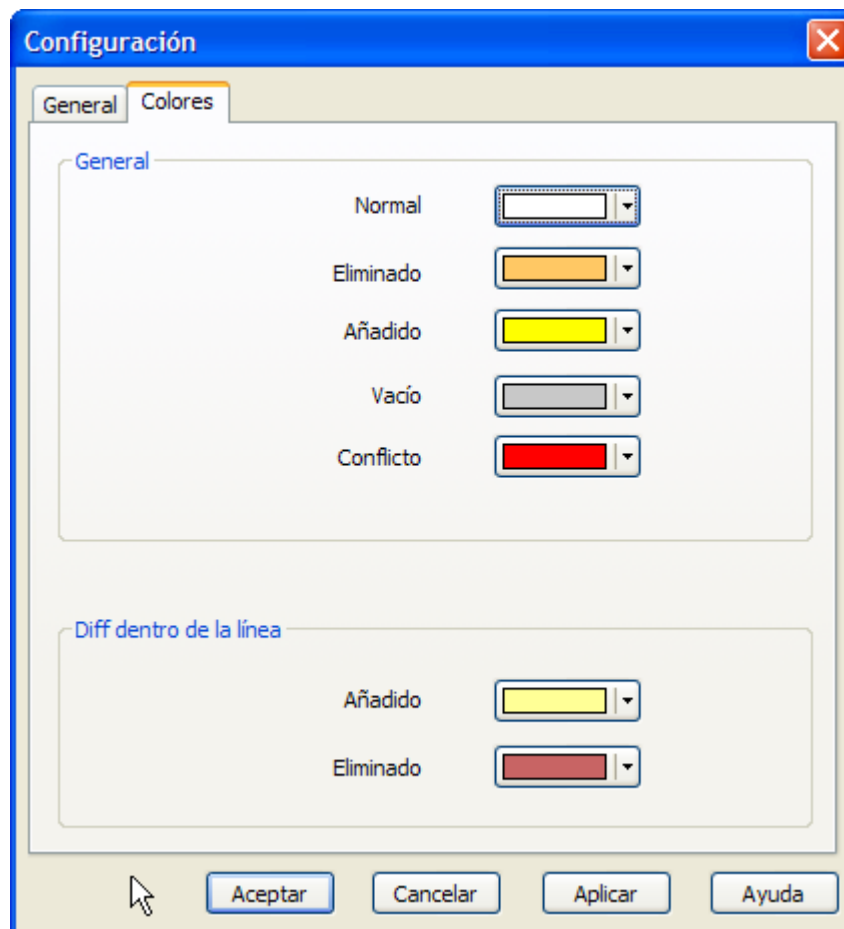 Configuración
General Colores
General
Normal
Eliminado
Añadido
Vacío
Conflicto
Diff dentro de la línea
Añadido
Eliminado
Aceptar Cancelar Aplicar Ayuda